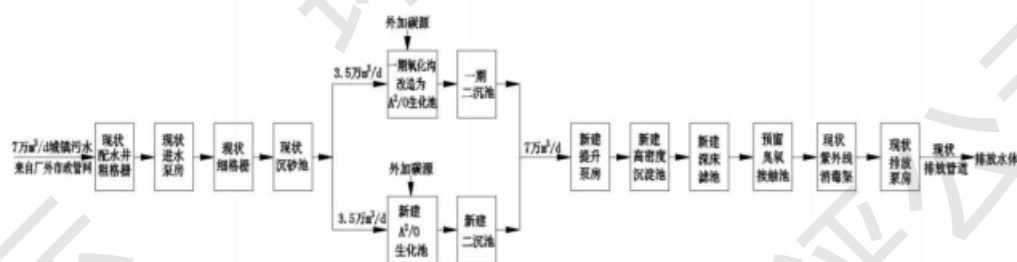 外加碳源
3.5万m³/d
一期氧化沟
改造为
A²/O生化池
一期
二沉池
7万m³/d城镇污水
来自厂外市政管网
现状
配水井
粗格栅
现状
进水
泵房
现状
细格栅
现状
沉砂池
外加碳源
3.5万m³/d
新建
A²/O
生化池
新建
二沉池
7万m³/d
新建
提升
泵房
新建
高密度
沉淀池
新建
深床
滤池
预留
臭氧
接触池
现状
紫外线
消毒渠
现状
排放
泵房
现状
排放管道
排放水体
评公